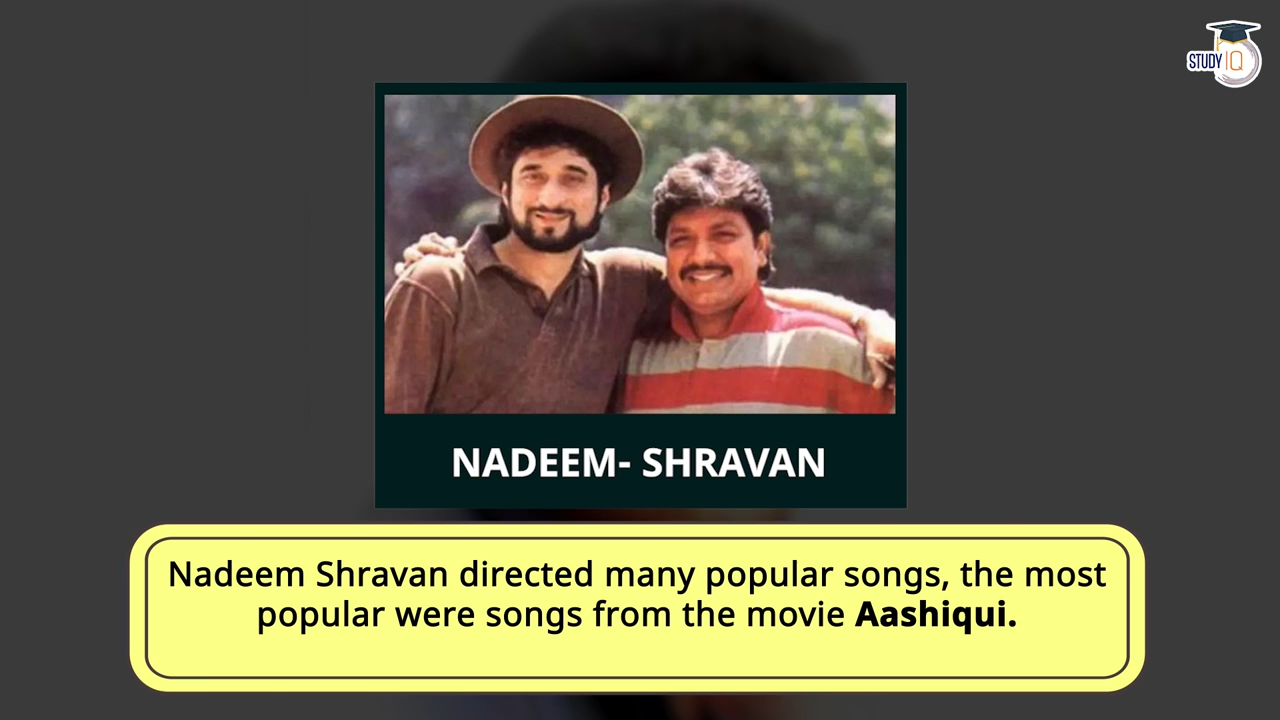 STUDY IQ
NADEEM- SHRAVAN
Nadeem Shravan directed many popular songs, the most
popular were songs from the movie Aashiqui.